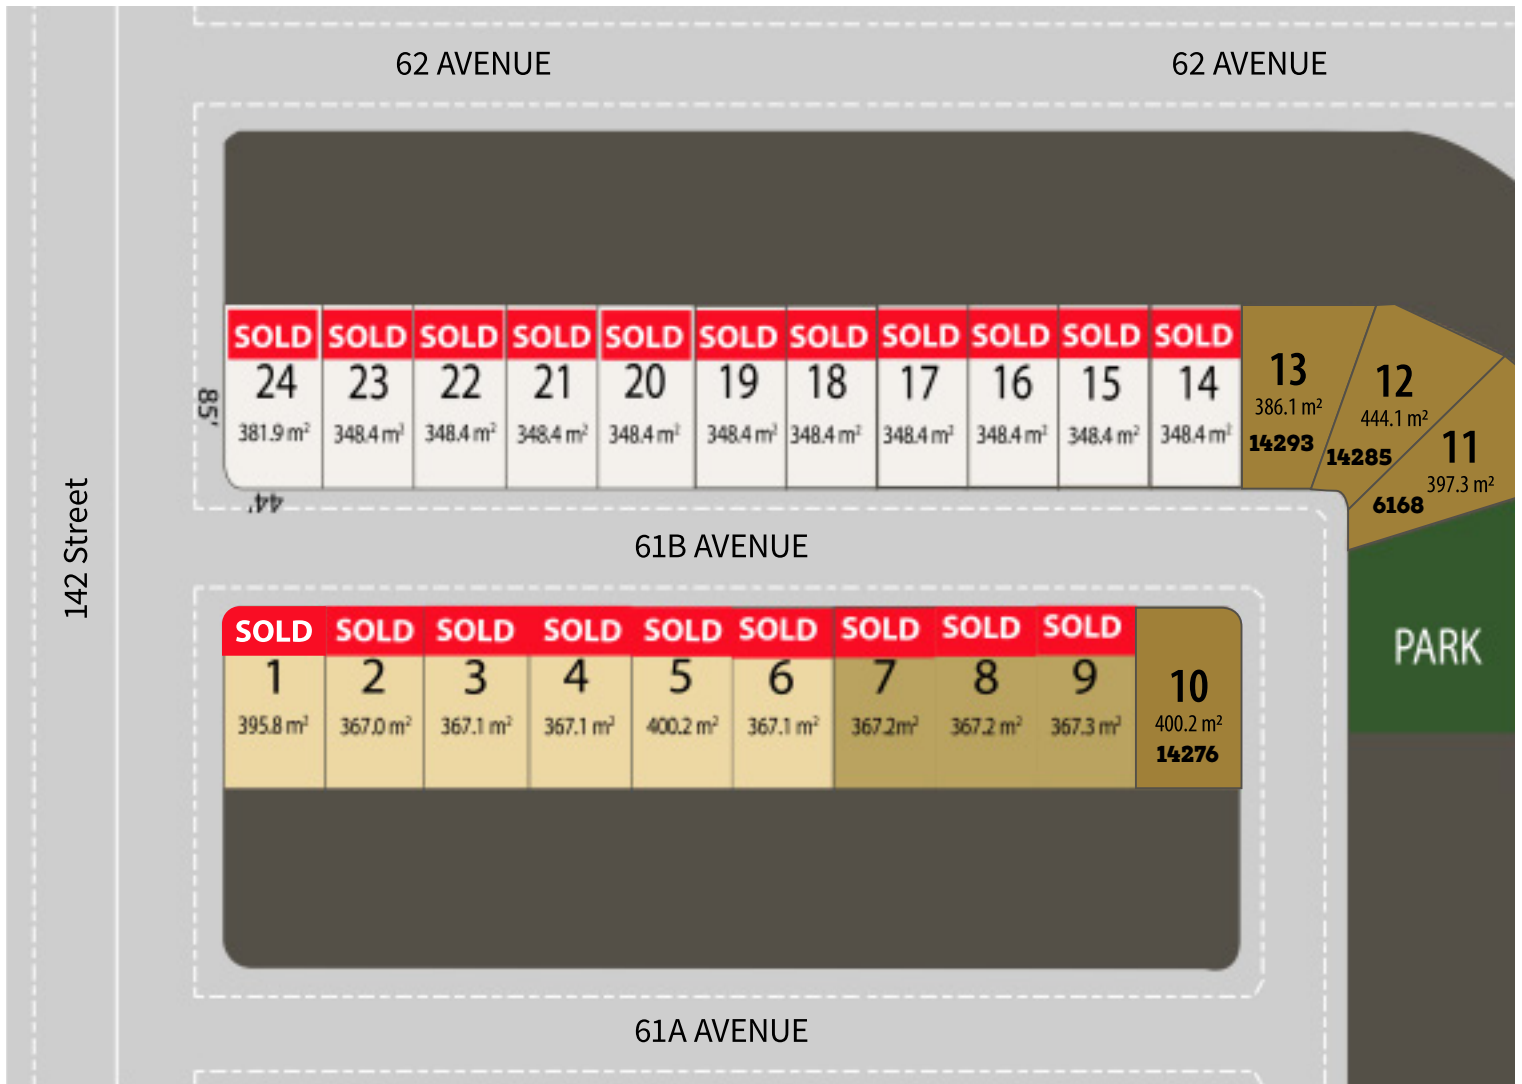 62 AVENUE
62 AVENUE
SOLD SOLD SOLD SOLD SOLD SOLD SOLD SOLD SOLD SOLD SOLD
24 23 22 21 20 19 18 17 16 15 14 13 12 11
381.9 m² 348.4 m² 348.4 m² 348.4 m² 348.4 m² 348.4 m² 348.4 m² 348.4 m² 348.4 m² 348.4 m² 348.4 m² 386.1 m² 444.1 m² 397.3 m²
14293 14285 6168
85'
44'
142 Street
61B AVENUE
SOLD SOLD SOLD SOLD SOLD SOLD SOLD SOLD SOLD
1 2 3 4 5 6 7 8 9 10
395.8 m² 367.0 m² 367.1 m² 367.1 m² 400.2 m² 367.1 m² 367.2m² 367.2 m² 367.3 m² 400.2 m²
14276
PARK
61A AVENUE